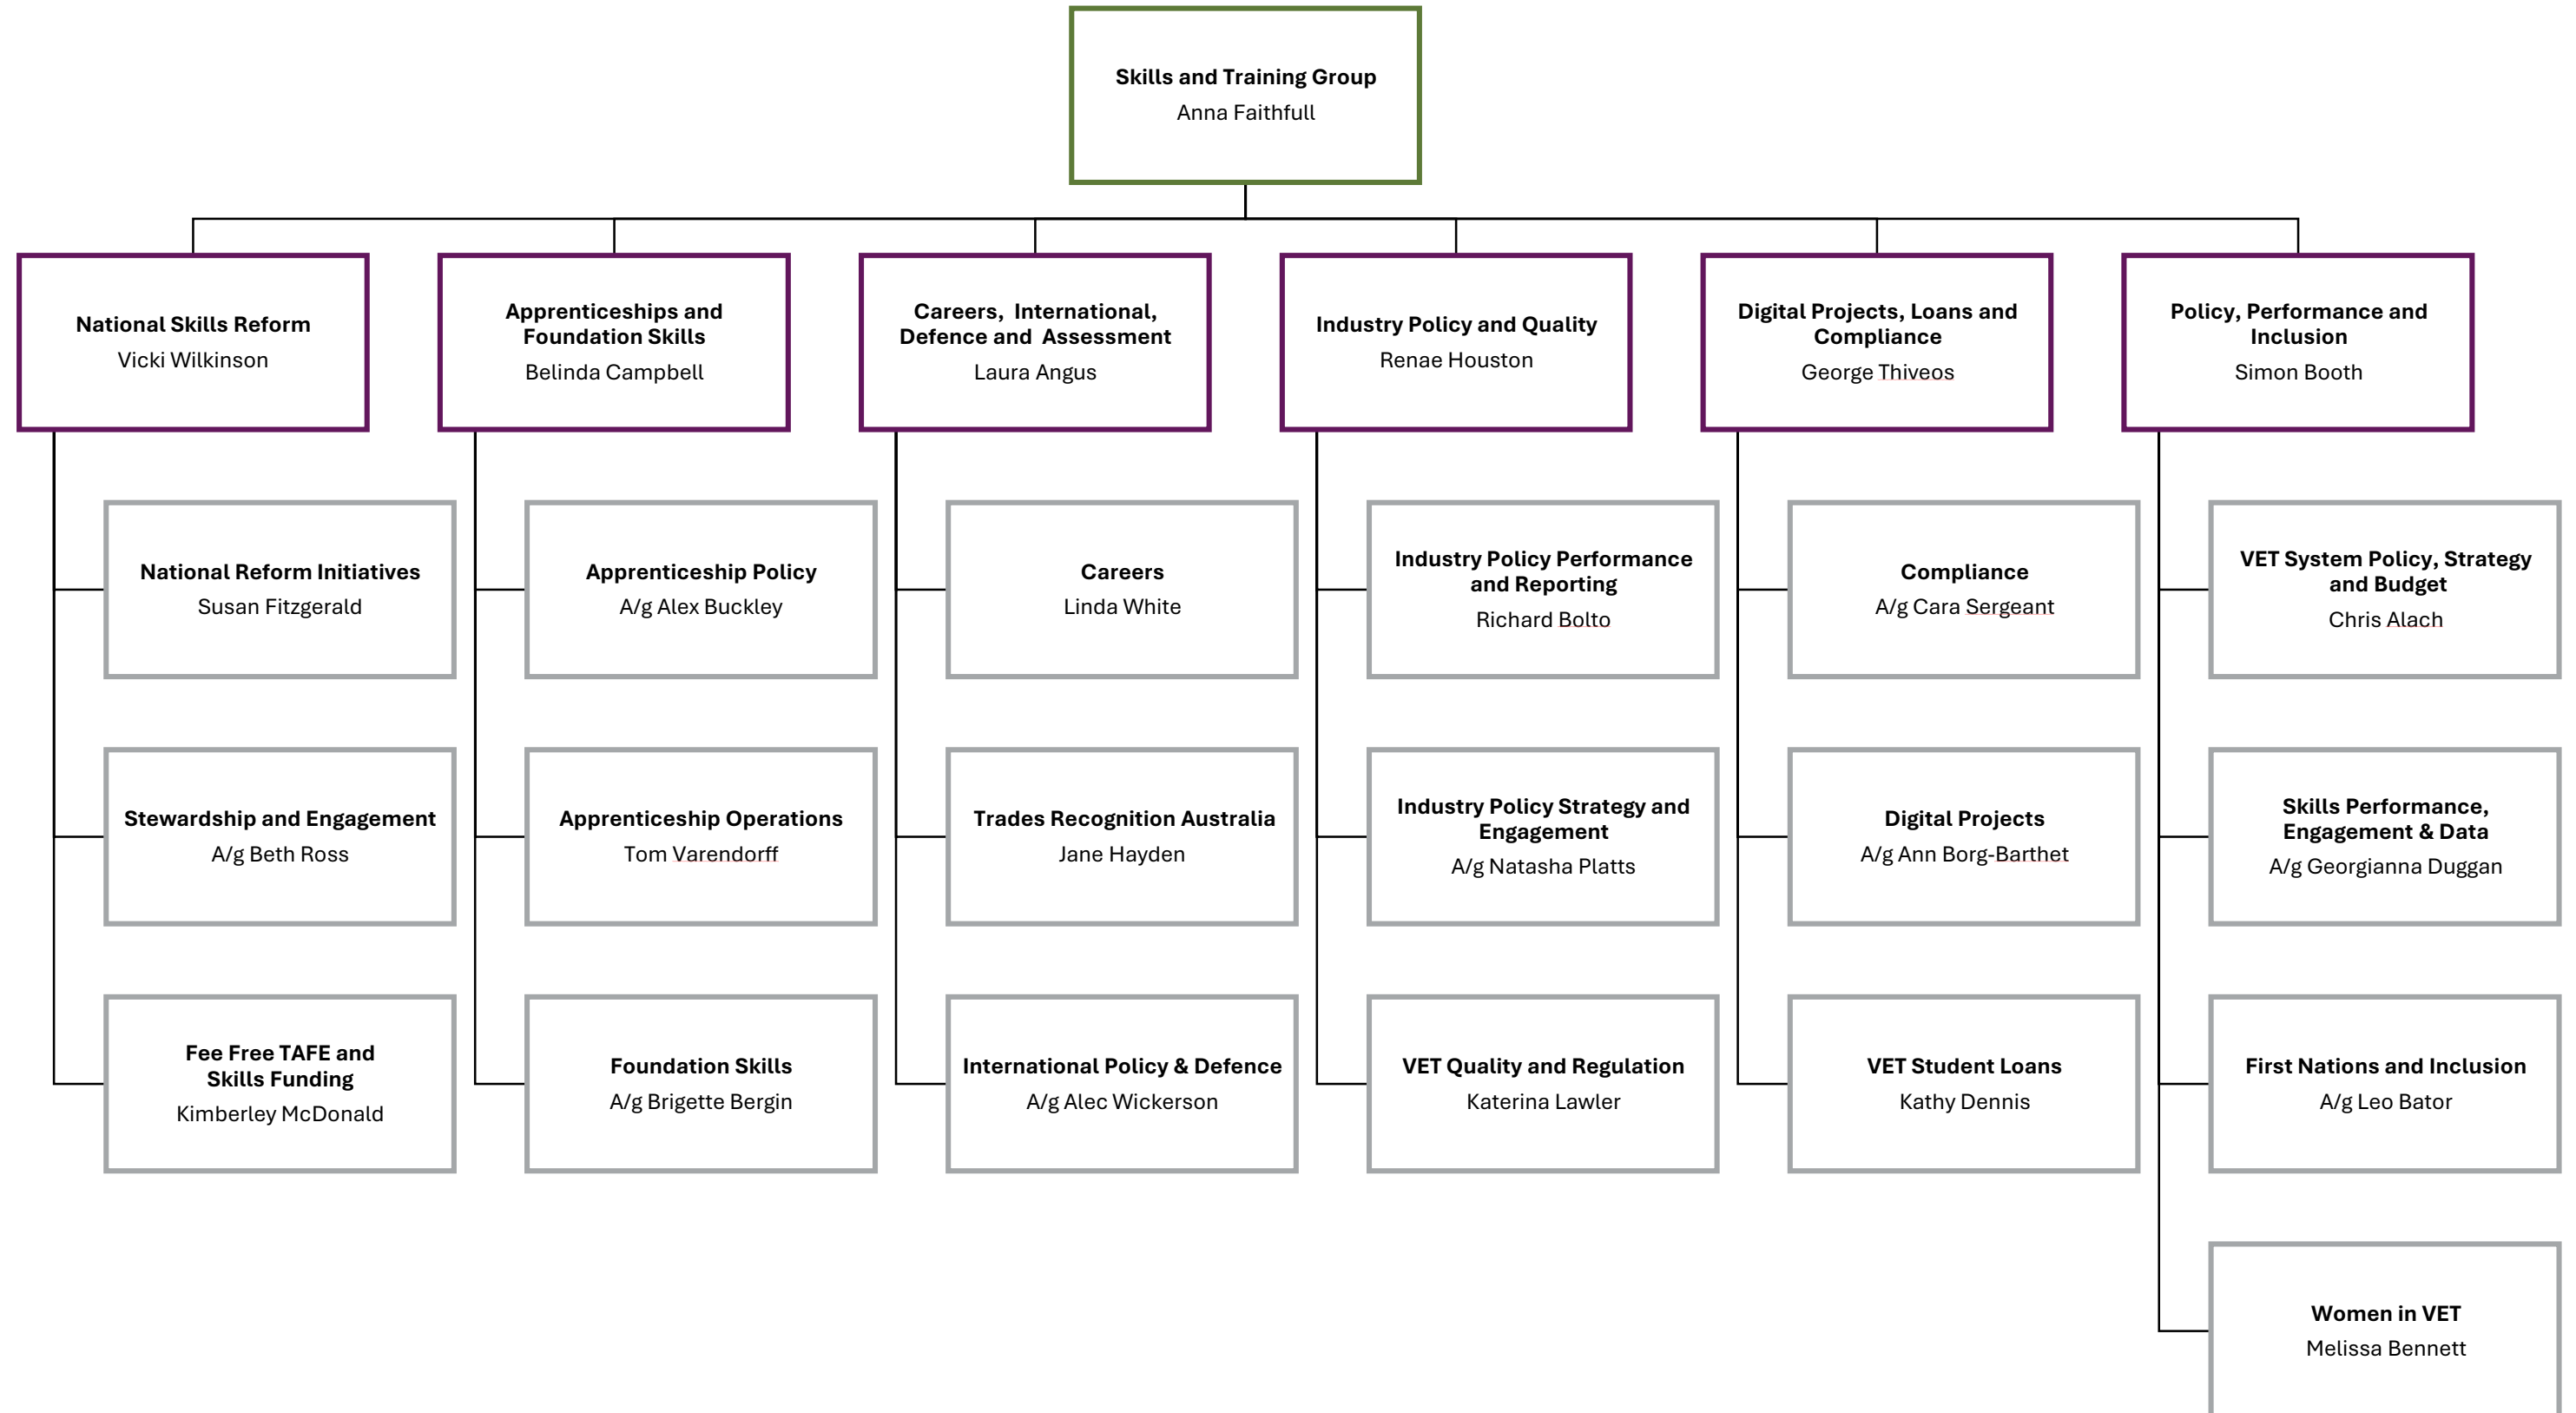 Skills and Training Group
Anna Faithfull
National Skills Reform
Vicki Wilkinson
Apprenticeships and
Foundation Skills
Belinda Campbell
Careers,  International,
Defence and  Assessment
Laura Angus
Industry Policy and Quality
Renae Houston
Digital Projects, Loans and
Compliance
George Thiveos
Policy, Performance and
Inclusion
Simon Booth
National Reform Initiatives
Susan Fitzgerald
Apprenticeship Policy
A/g Alex Buckley
Careers
Linda White
Industry Policy Performance
and Reporting
Richard Bolto
Compliance
A/g Cara Sergeant
VET System Policy, Strategy
and Budget
Chris Alach
Stewardship and Engagement
A/g Beth Ross
Apprenticeship Operations
Tom Varendorff
Trades Recognition Australia
Jane Hayden
Industry Policy Strategy and
Engagement
A/g Natasha Platts
Digital Projects
A/g Ann Borg-Barthet
Skills Performance,
Engagement & Data
A/g Georgianna Duggan
Fee Free TAFE and
Skills Funding
Kimberley McDonald
Foundation Skills
A/g Brigette Bergin
International Policy & Defence
A/g Alec Wickerson
VET Quality and Regulation
Katerina Lawler
VET Student Loans
Kathy Dennis
First Nations and Inclusion
A/g Leo Bator
Women in VET
Melissa Bennett